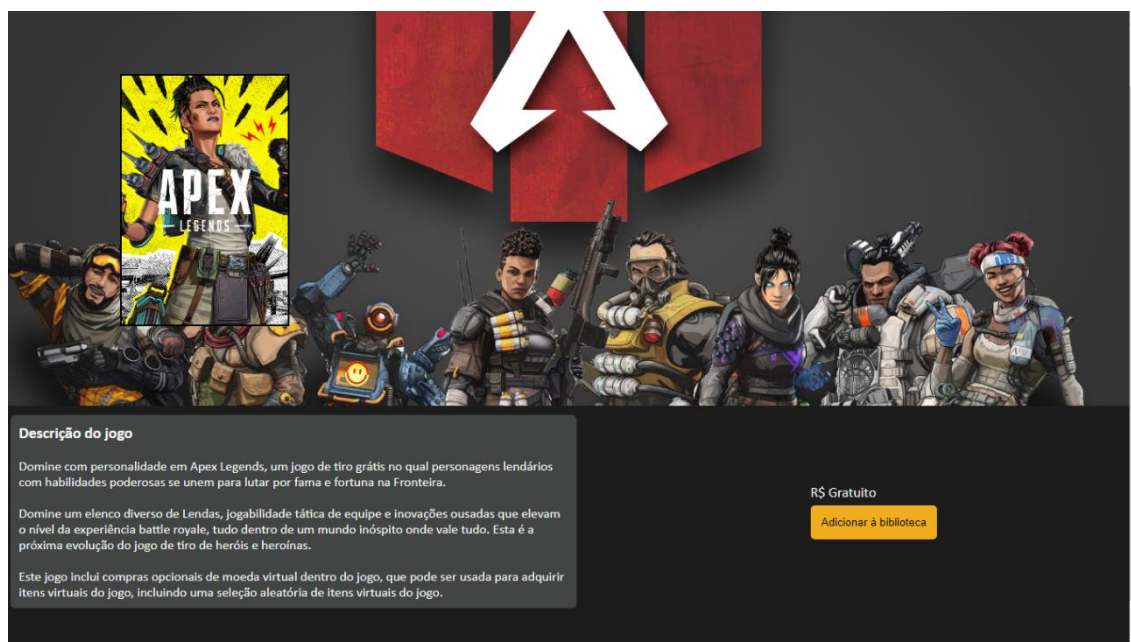 APEX
LEGENDS
Descrição do jogo
Domine com personalidade em Apex Legends, um jogo de tiro grátis no qual personagens lendários
com habilidades poderosas se unem para lutar por fama e fortuna na Fronteira.
Domine um elenco diverso de Lendas, jogabilidade tática de equipe e inovações ousadas que elevam
o nível da experiência battle royale, tudo dentro de um mundo inóspito onde vale tudo. Esta é a
próxima evolução do jogo de tiro de heróis e heroínas.
Este jogo inclui compras opcionais de moeda virtual dentro do jogo, que pode ser usada para adquirir
itens virtuais do jogo, incluindo uma seleção aleatória de itens virtuais do jogo.
R$ Gratuito
Adicionar à biblioteca